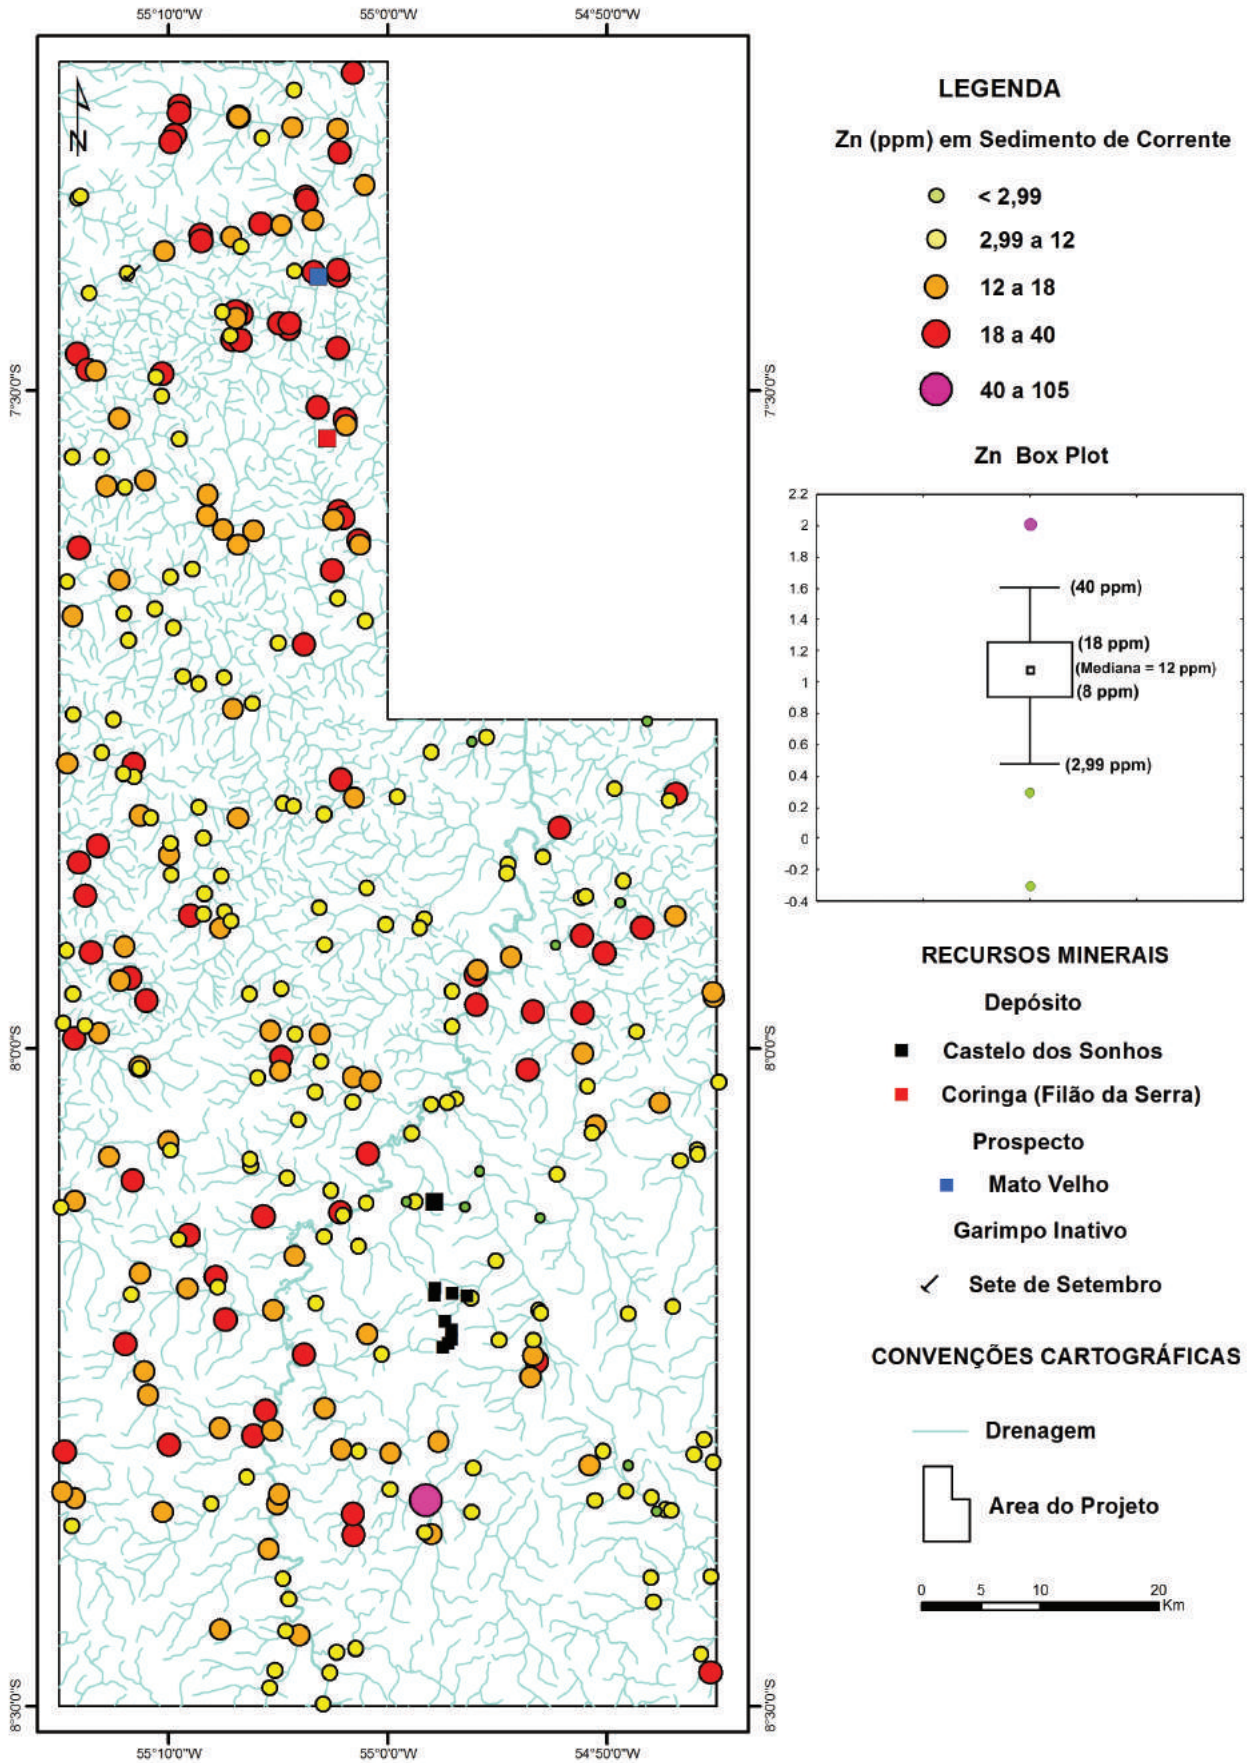 55°10'0"W 55°0'0"W 54°50'0"W
N
7°30'0"S 7°30'0"S
8°0'0"S 8°0'0"S
8°30'0"S 8°30'0"S
55°10'0"W 55°0'0"W 54°50'0"W
LEGENDA
Zn (ppm) em Sedimento de Corrente
< 2,99
2,99 a 12
12 a 18
18 a 40
40 a 105
Zn Box Plot
2.2
2
1.8
1.6
1.4
1.2
1
0.8
0.6
0.4
0.2
0
-0.2
-0.4
(40 ppm)
(18 ppm)
(Mediana = 12 ppm)
(8 ppm)
(2,99 ppm)
RECURSOS MINERAIS
Depósito
Castelo dos Sonhos
Coringa (Filão da Serra)
Prospecto
Mato Velho
Garimpo Inativo
Sete de Setembro
CONVENÇÕES CARTOGRÁFICAS
Drenagem
Area do Projeto
0 5 10 20
Km